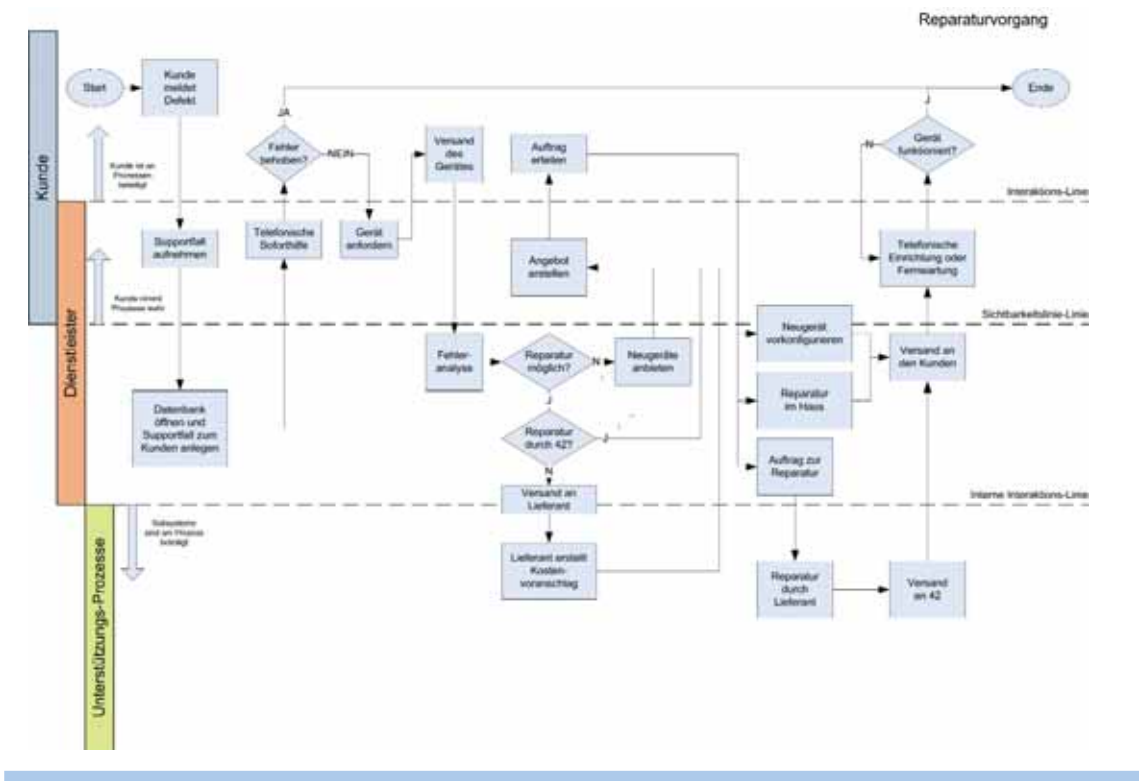 Reparaturvorgang
Kunde
Dienstleister
Unterstützungs-Prozesse
Start
Kunde
meldet
Defekt
Kunde ist an
Prozessen
beteiligt
Supportfall
aufnehmen
Kunde nimmt
Prozesse wahr
Datenbank
öffnen und
Supportfall zum
Kunden anlegen
Subsysteme
sind am Prozess
beteiligt
JA
Fehler
behoben?
NEIN
Telefonische
Soforthilfe
Gerät
anfordern
Versand
des
Gerätes
Fehler-
analyse
Auftrag
erteilen
Angebot
erstellen
Reparatur
möglich?
N
Neugeräte
anbieten
J
Reparatur
durch 42?
J
N
Versand an
Lieferant
Lieferant erstellt
Kosten-
voranschlag
Neugerät
vorkonfigurieren
Reparatur
im Haus
Auftrag zur
Reparatur
Reparatur
durch
Lieferant
Versand
an 42
Versand an
den Kunden
Telefonische
Einrichtung oder
Fernwartung
N
Gerät
funktioniert?
J
Ende
Interaktions-Linie
Sichtbarkeitslinie-Linie
Interne Interaktions-Linie